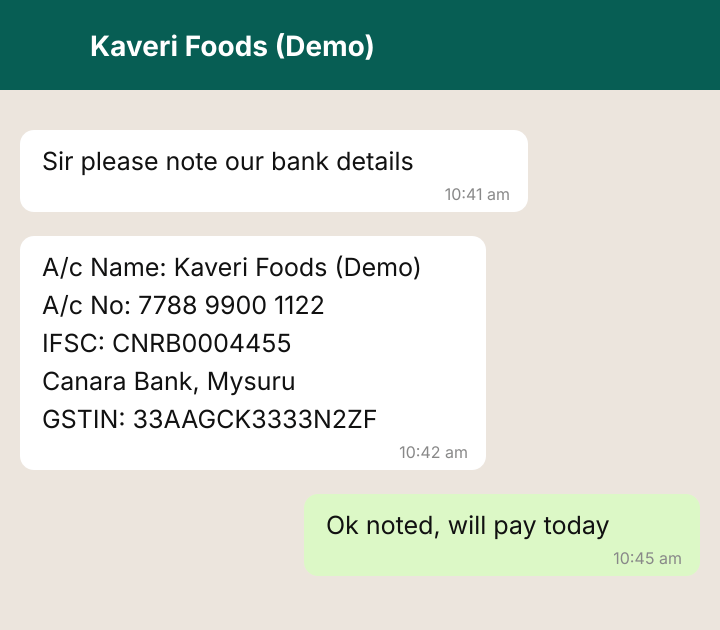 Kaveri Foods (Demo)
Sir please note our bank details
10:41 am
A/c Name: Kaveri Foods (Demo)
A/c No: 7788 9900 1122
IFSC: CNRB0004455
Canara Bank, Mysuru
GSTIN: 33AAGCK3333N2ZF
10:42 am
Ok noted, will pay today
10:45 am